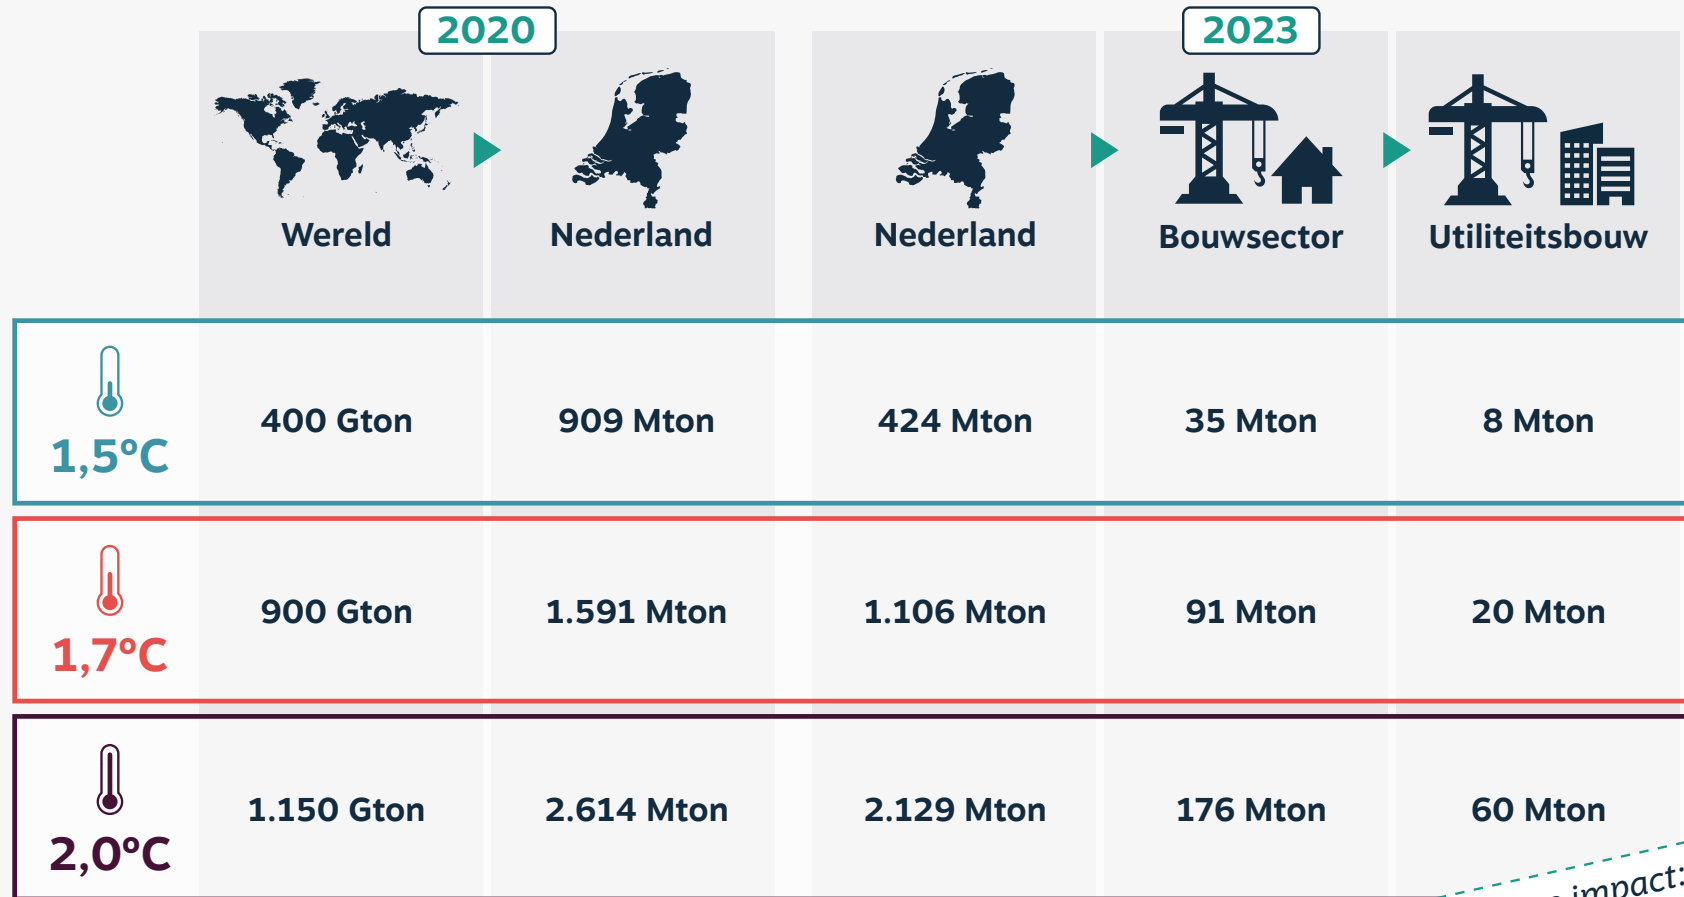 2020
2023
Wereld
Nederland
Nederland
Bouwsector
Utiliteitsbouw
1,5°C
400 Gton
909 Mton
424 Mton
35 Mton
8 Mton
1,7°C
900 Gton
1.591 Mton
1.106 Mton
91 Mton
20 Mton
2,0°C
1.150 Gton
2.614 Mton
2.129 Mton
176 Mton
60 Mton
impact: